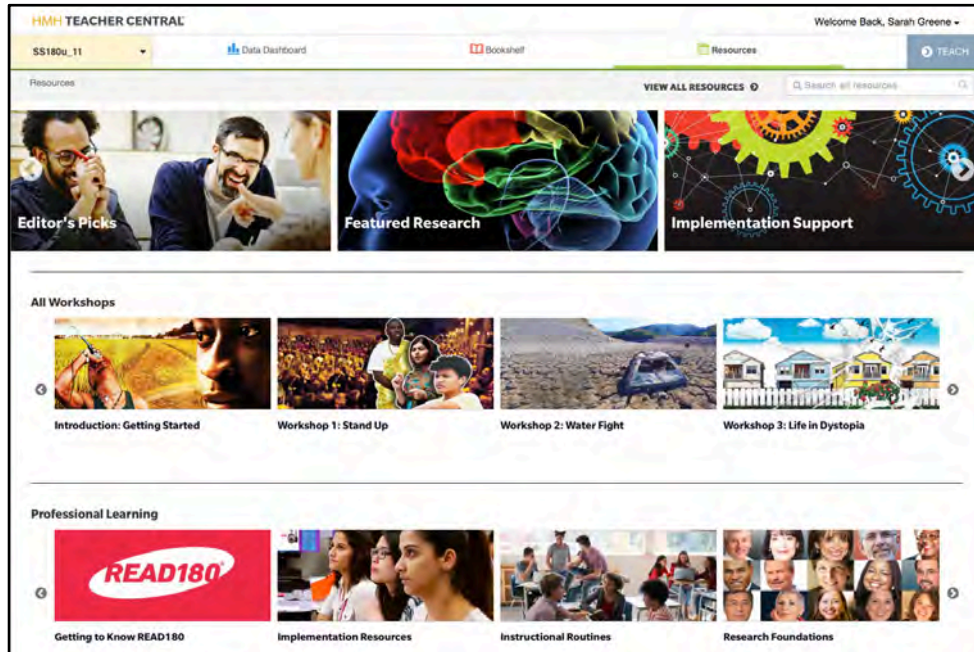 HMH TEACHER CENTRAL
Welcome Back, Sarah Greene
SS180u_11
Data Dashboard
Bookshelf
Resources
TEACH
Resources
VIEW ALL RESOURCES
Search all resources
Editor's Picks
Featured Research
Implementation Support
All Workshops
Introduction: Getting Started
Workshop 1: Stand Up
Workshop 2: Water Fight
Workshop 3: Life in Dystopia
Professional Learning
READ180
Getting to Know READ180
Implementation Resources
Instructional Routines
Research Foundations